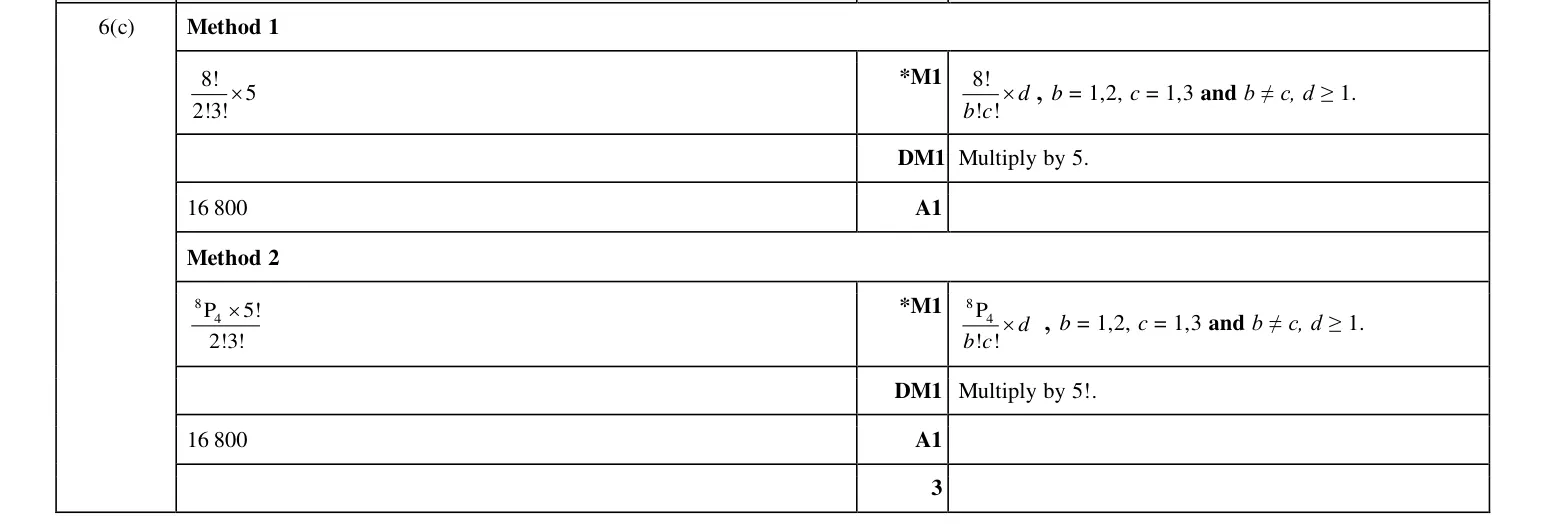 6(c) Method 1
8!/2!3! ×5 *M1 8!/b!c! × d , b = 1,2, c = 1,3 and b ≠ c, d ≥ 1.
DM1 Multiply by 5.
16 800 A1
Method 2
⁸P₄ × 5!/2!3! *M1 ⁸P₄/b!c! × d , b = 1,2, c = 1,3 and b ≠ c, d ≥ 1.
DM1 Multiply by 5!.
16 800 A1
3